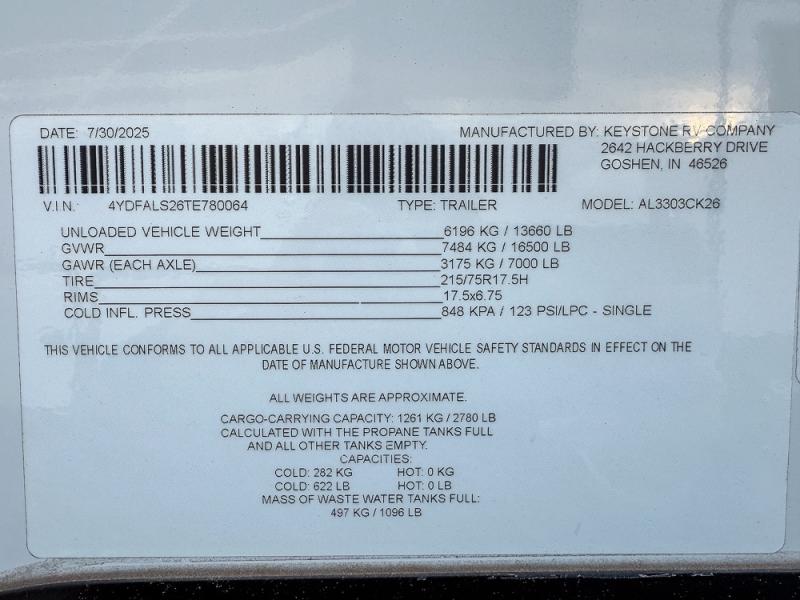 DATE: 7/30/2025 MANUFACTURED BY: KEYSTONE RV COMPANY
2642 HACKBERRY DRIVE
GOSHEN, IN 46526
V.I.N. 4YDFALS26TE780064 TYPE: TRAILER MODEL: AL3303CK26
UNLOADED VEHICLE WEIGHT 6196 KG / 13660 LB
GVWR 7484 KG / 16500 LB
GAWR (EACH AXLE) 3175 KG / 7000 LB
TIRE 215/75R17.5H
RIMS 17.5x6.75
COLD INFL. PRESS 848 KPA / 123 PSI/LPC - SINGLE
THIS VEHICLE CONFORMS TO ALL APPLICABLE U.S. FEDERAL MOTOR VEHICLE SAFETY STANDARDS IN EFFECT ON THE
DATE OF MANUFACTURE SHOWN ABOVE.
ALL WEIGHTS ARE APPROXIMATE.
CARGO-CARRYING CAPACITY: 1261 KG / 2780 LB
CALCULATED WITH THE PROPANE TANKS FULL
AND ALL OTHER TANKS EMPTY.
CAPACITIES:
COLD: 282 KG HOT: 0 KG
COLD: 622 LB HOT: 0 LB
MASS OF WASTE WATER TANKS FULL:
497 KG / 1096 LB